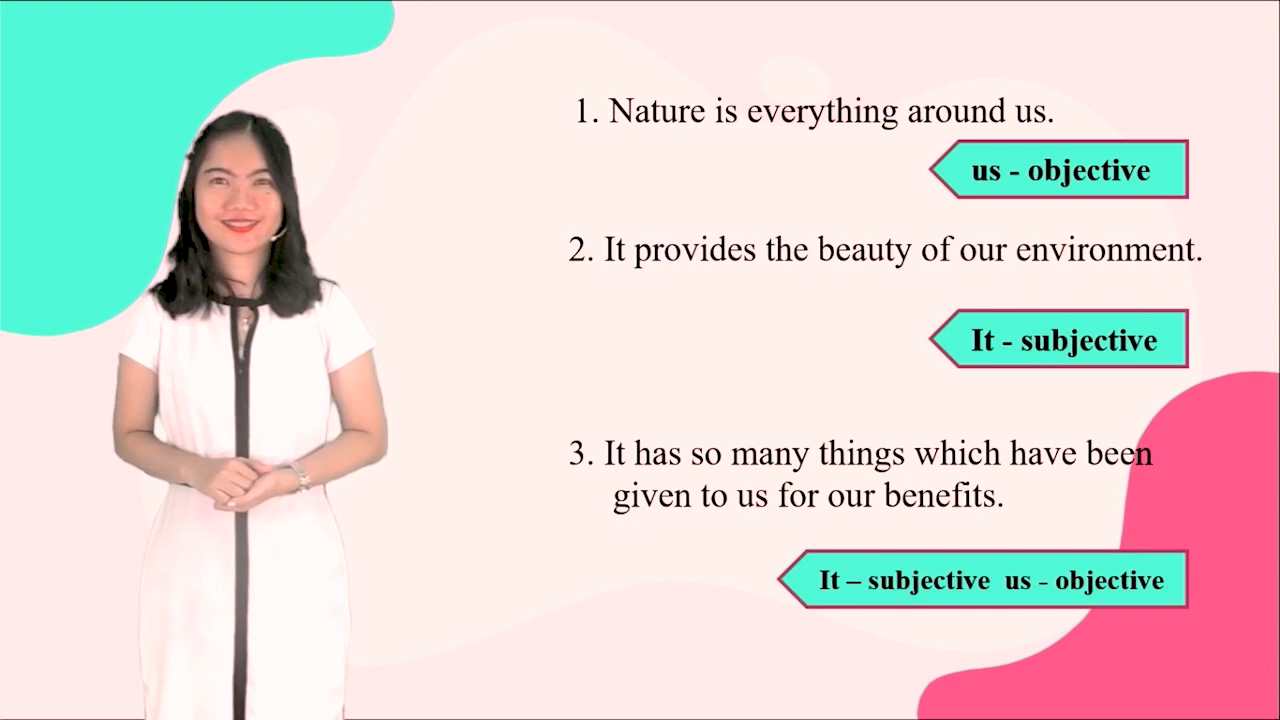 1. Nature is everything around us.
us - objective
2. It provides the beauty of our environment.
It - subjective
3. It has so many things which have been
given to us for our benefits.
It – subjective us - objective